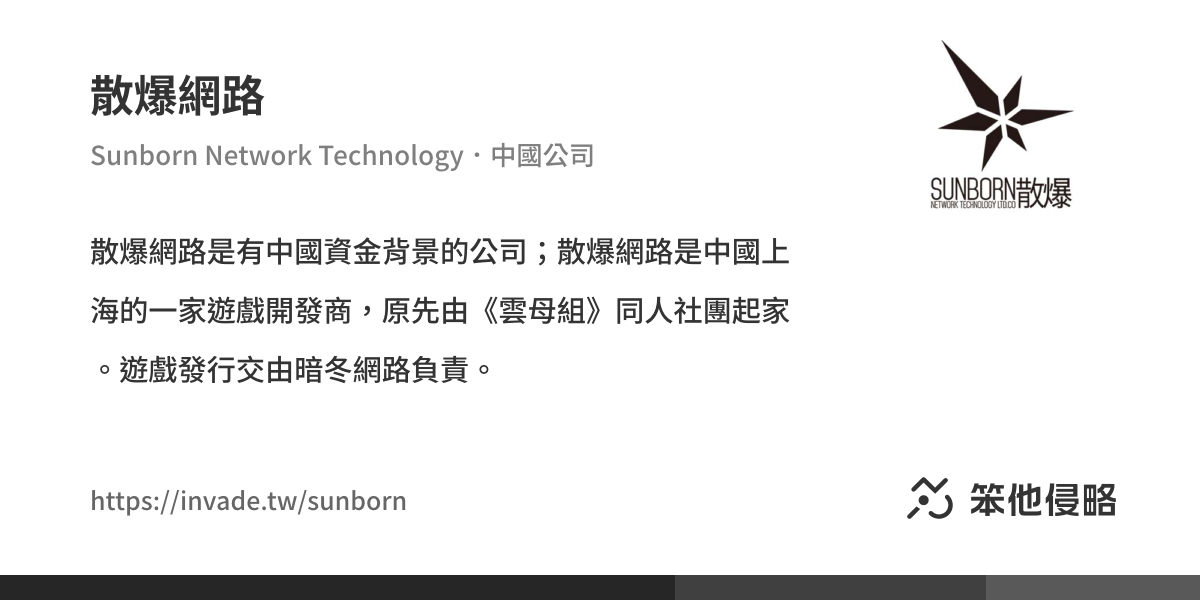 散爆網路
Sunborn Network Technology・中國公司
SUNBORN散爆
NETWORK TECHNOLOGY LTD.CO
散爆網路是有中國資金背景的公司；散爆網路是中國上
海的一家遊戲開發商，原先由《雲母組》同人社團起家
。遊戲發行交由暗冬網路負責。
https://invade.tw/sunborn
笨他侵略